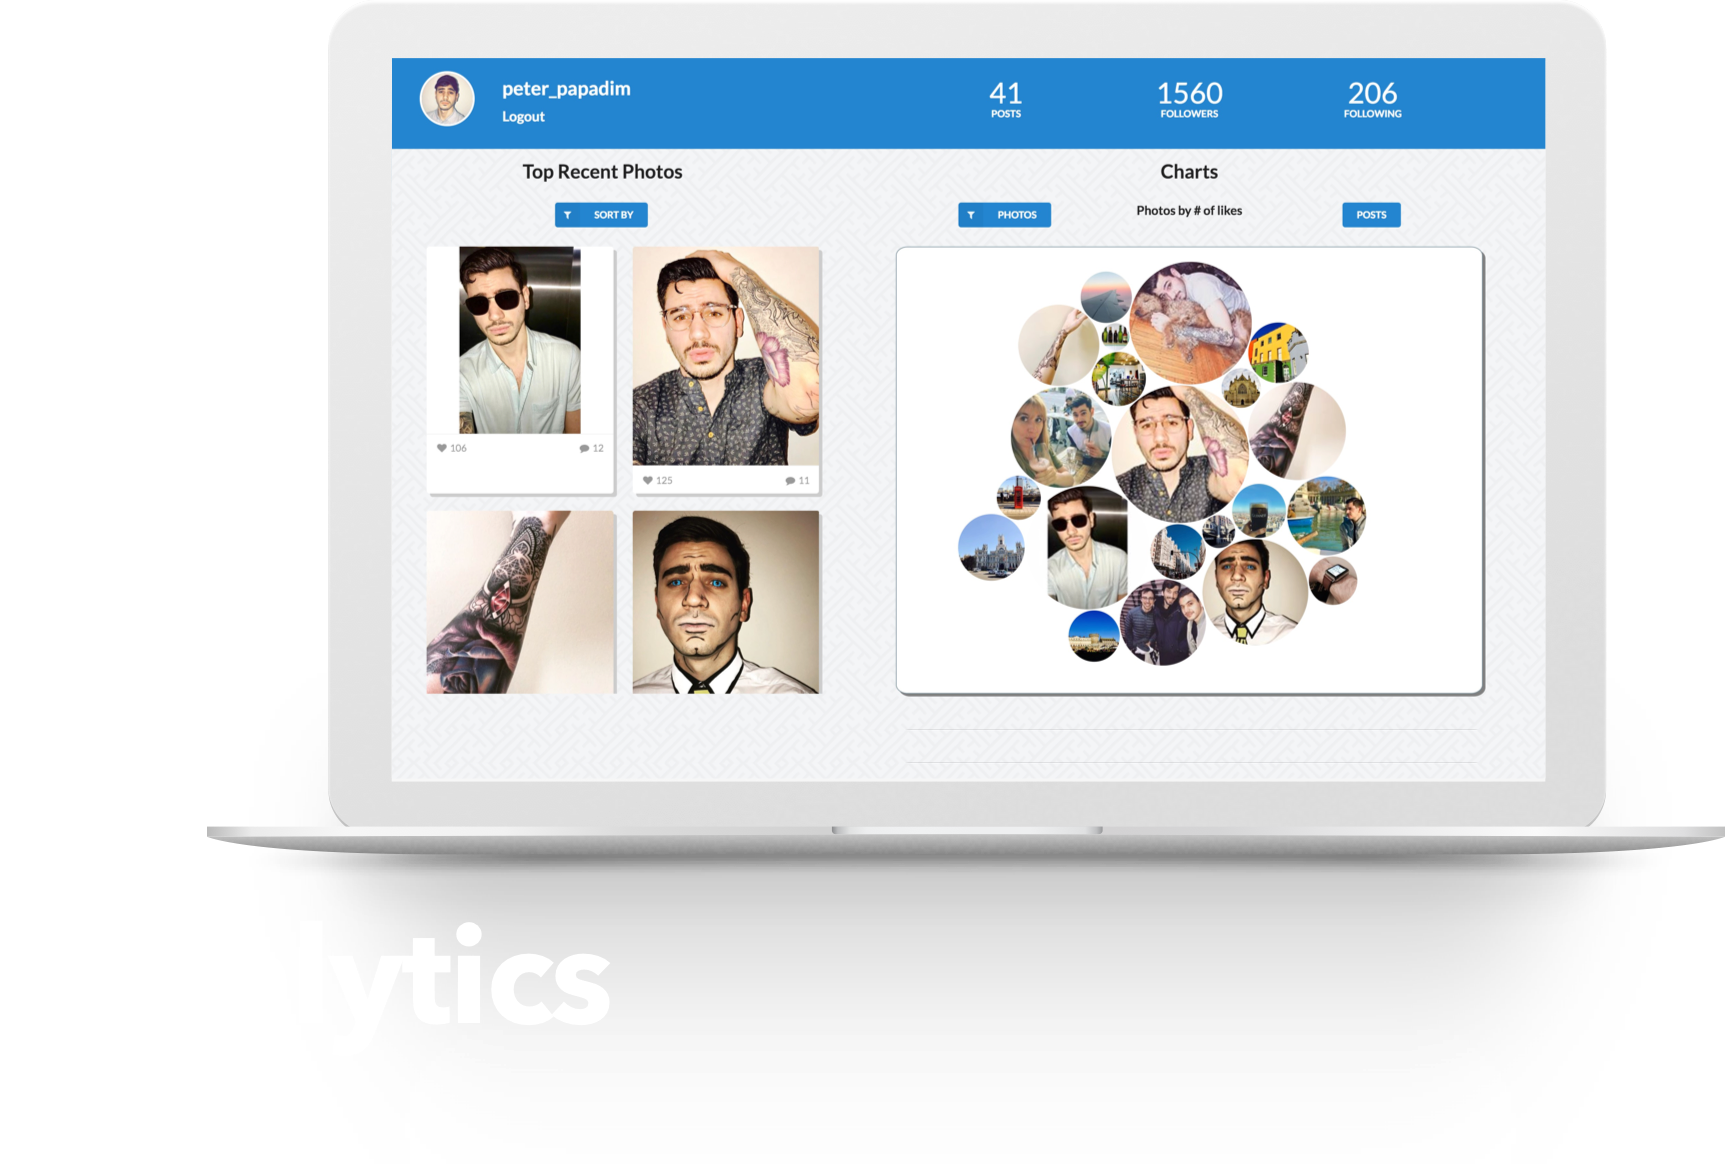 peter_papadim
Logout
41
POSTS
1560
FOLLOWERS
206
FOLLOWING
Top Recent Photos
SORT BY
106
12
125
11
Charts
PHOTOS
Photos by # of likes
POSTS
lytics